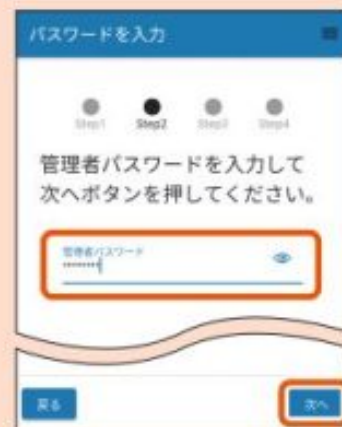 パスワードを入力
Step1 Step2 Step3 Step4
管理者パスワードを入力して
次へボタンを押してください。
管理者パスワード
********
戻る 次へ